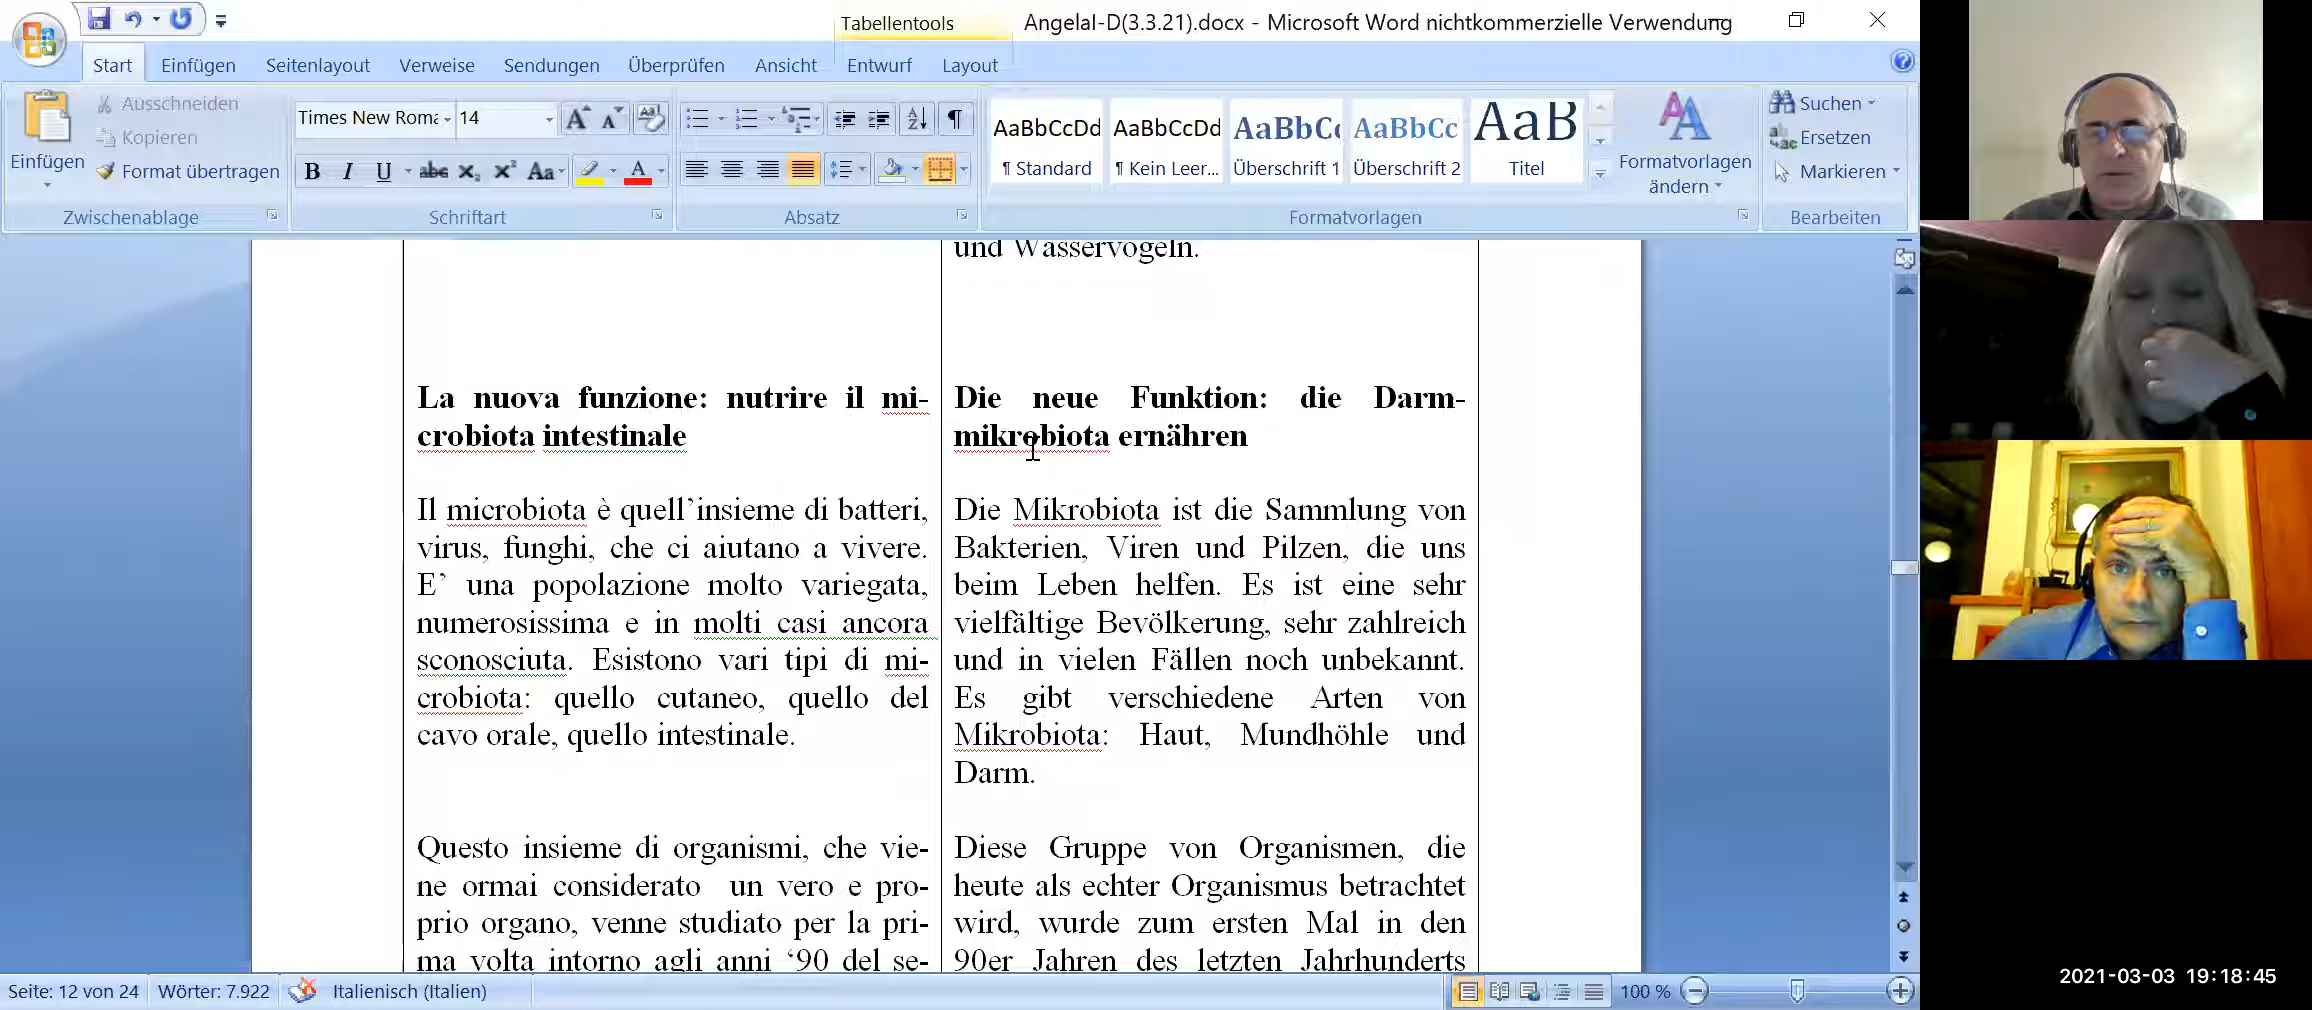 Tabellentools
AngelaI-D(3.3.21).docx - Microsoft Word nichtkommerzielle Verwendung
Start Einfügen Seitenlayout Verweise Sendungen Überprüfen Ansicht Entwurf Layout
Einfügen
Ausschneiden
Kopieren
Format übertragen
Zwischenablage
Times New Roma 14
Schriftart
Absatz
AaBbCcDd AaBbCcDd AaBbC AaBbCc AaB
¶ Standard ¶ Kein Leer... Überschrift 1 Überschrift 2 Titel
Formatvorlagen
ändern
Formatvorlagen
Suchen
Ersetzen
Markieren
Bearbeiten
und Wasservögeln.
La nuova funzione: nutrire il mi-
crobiota intestinale
Il microbiota è quell’insieme di batteri,
virus, funghi, che ci aiutano a vivere.
E’ una popolazione molto variegata,
numerosissima e in molti casi ancora
sconosciuta. Esistono vari tipi di mi-
crobiota: quello cutaneo, quello del
cavo orale, quello intestinale.
Questo insieme di organismi, che vie-
ne ormai considerato un vero e pro-
prio organo, venne studiato per la pri-
ma volta intorno agli anni ‘90 del se-
Die neue Funktion: die Darm-
mikrobiota ernähren
Die Mikrobiota ist die Sammlung von
Bakterien, Viren und Pilzen, die uns
beim Leben helfen. Es ist eine sehr
vielfältige Bevölkerung, sehr zahlreich
und in vielen Fällen noch unbekannt.
Es gibt verschiedene Arten von
Mikrobiota: Haut, Mundhöhle und
Darm.
Diese Gruppe von Organismen, die
heute als echter Organismus betrachtet
wird, wurde zum ersten Mal in den
90er Jahren des letzten Jahrhunderts
Seite: 12 von 24 Wörter: 7.922 Italienisch (Italien) 100 %
2021-03-03 19:18:45